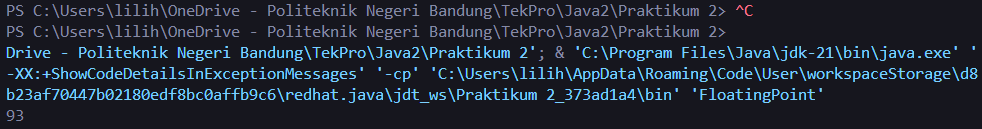 PS C:\Users\lilih\OneDrive - Politeknik Negeri Bandung\TekPro\Java2\Praktikum 2> ^C
PS C:\Users\lilih\OneDrive - Politeknik Negeri Bandung\TekPro\Java2\Praktikum 2>
Drive - Politeknik Negeri Bandung\TekPro\Java2\Praktikum 2'; & 'C:\Program Files\Java\jdk-21\bin\java.exe' '
-XX:+ShowCodeDetailsInExceptionMessages' '-cp' 'C:\Users\lilih\AppData\Roaming\Code\User\workspaceStorage\d8
b23af70447b02180edf8bc0affb9c6\redhat.java\jdt_ws\Praktikum 2_373ad1a4\bin' 'FloatingPoint'
93